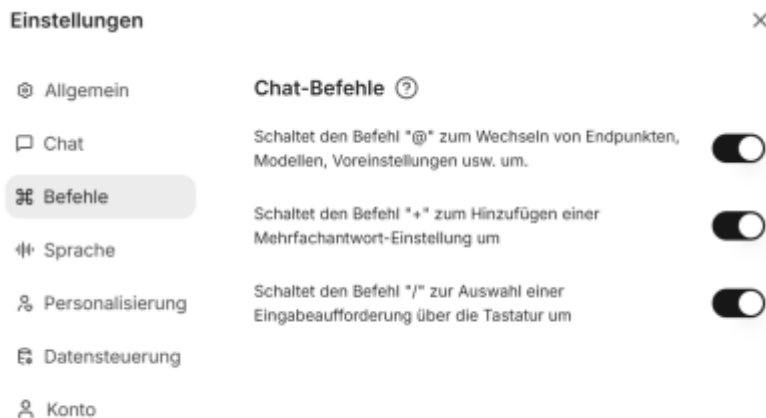 Einstellungen
Allgemein
Chat
Befehle
Sprache
Personalisierung
Datensteuerung
Konto
Chat-Befehle
Schaltet den Befehl "@" zum Wechseln von Endpunkten,
Modellen, Voreinstellungen usw. um.
Schaltet den Befehl "+" zum Hinzufügen einer
Mehrfachantwort-Einstellung um
Schaltet den Befehl "/" zur Auswahl einer
Eingabeaufforderung über die Tastatur um